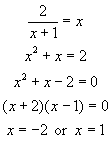 2/(x+1) = x
x² + x = 2
x² + x − 2 = 0
(x + 2)(x − 1) = 0
x = −2 or x = 1